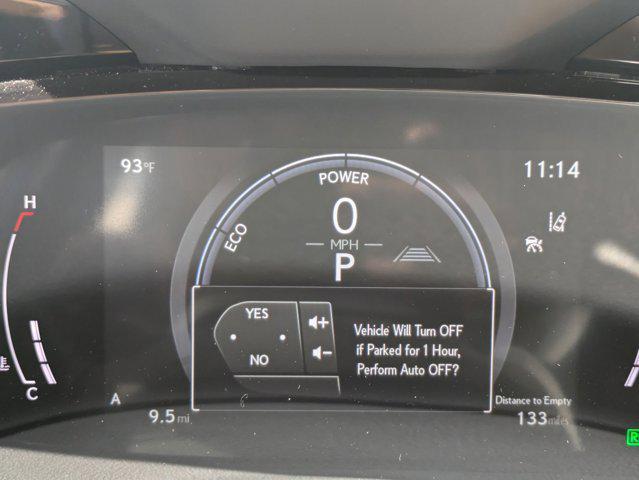 93°F
11:14
POWER
ECO
0
MPH
P
H
C
YES
NO
Vehicle Will Turn OFF
if Parked for 1 Hour,
Perform Auto OFF?
A
9.5 mi
Distance to Empty
133 miles